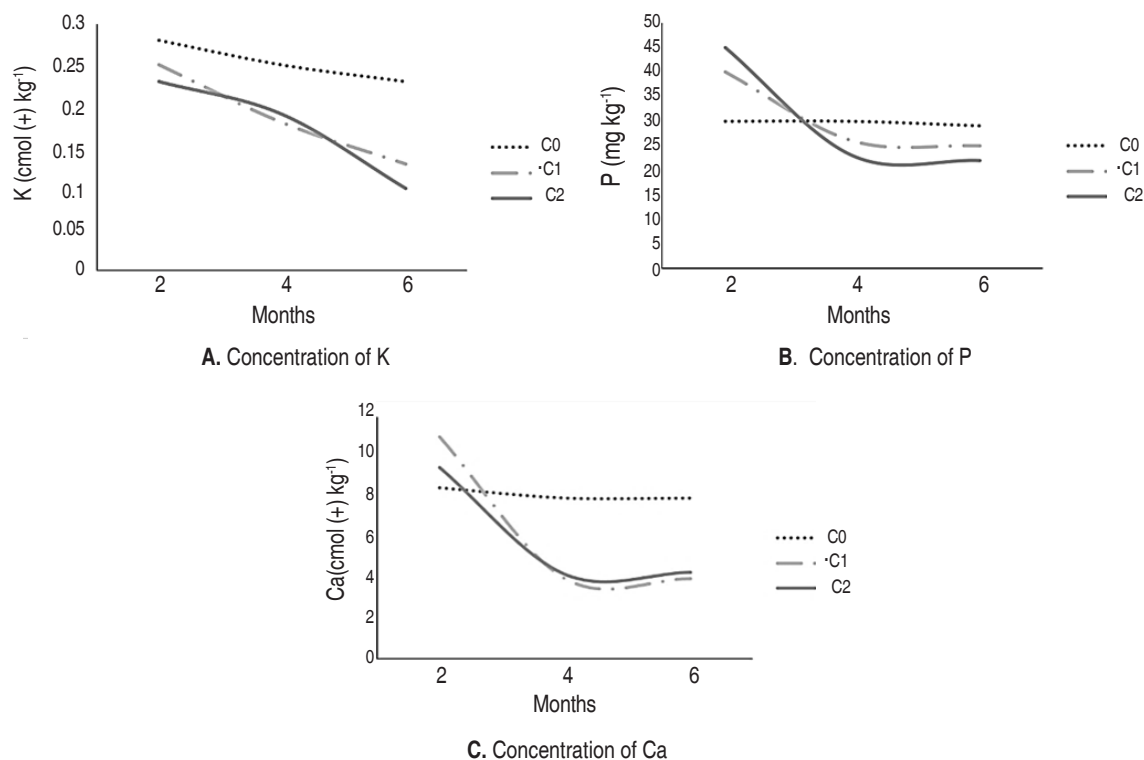 K (cmol (+) kg⁻¹)
0.3
0.25
0.2
0.15
0.1
0.05
0
2 4 6
Months
C0
·C1
C2
A. Concentration of K
P (mg kg⁻¹)
50
45
40
35
30
25
20
15
10
5
0
2 4 6
Months
C0
·C1
C2
B. Concentration of P
Ca(cmol (+) kg⁻¹)
12
10
8
6
4
2
0
2 4 6
Months
C0
·C1
C2
C. Concentration of Ca